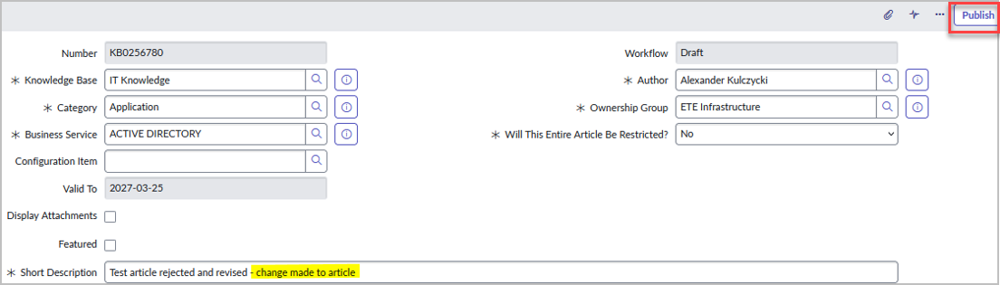 Publish
Number KB0256780 Workflow Draft
Knowledge Base IT Knowledge Author Alexander Kulczycki
Category Application Ownership Group ETE Infrastructure
Business Service ACTIVE DIRECTORY Will This Entire Article Be Restricted? No
Configuration Item
Valid To 2027-03-25
Display Attachments
Featured
Short Description Test article rejected and revised - change made to article